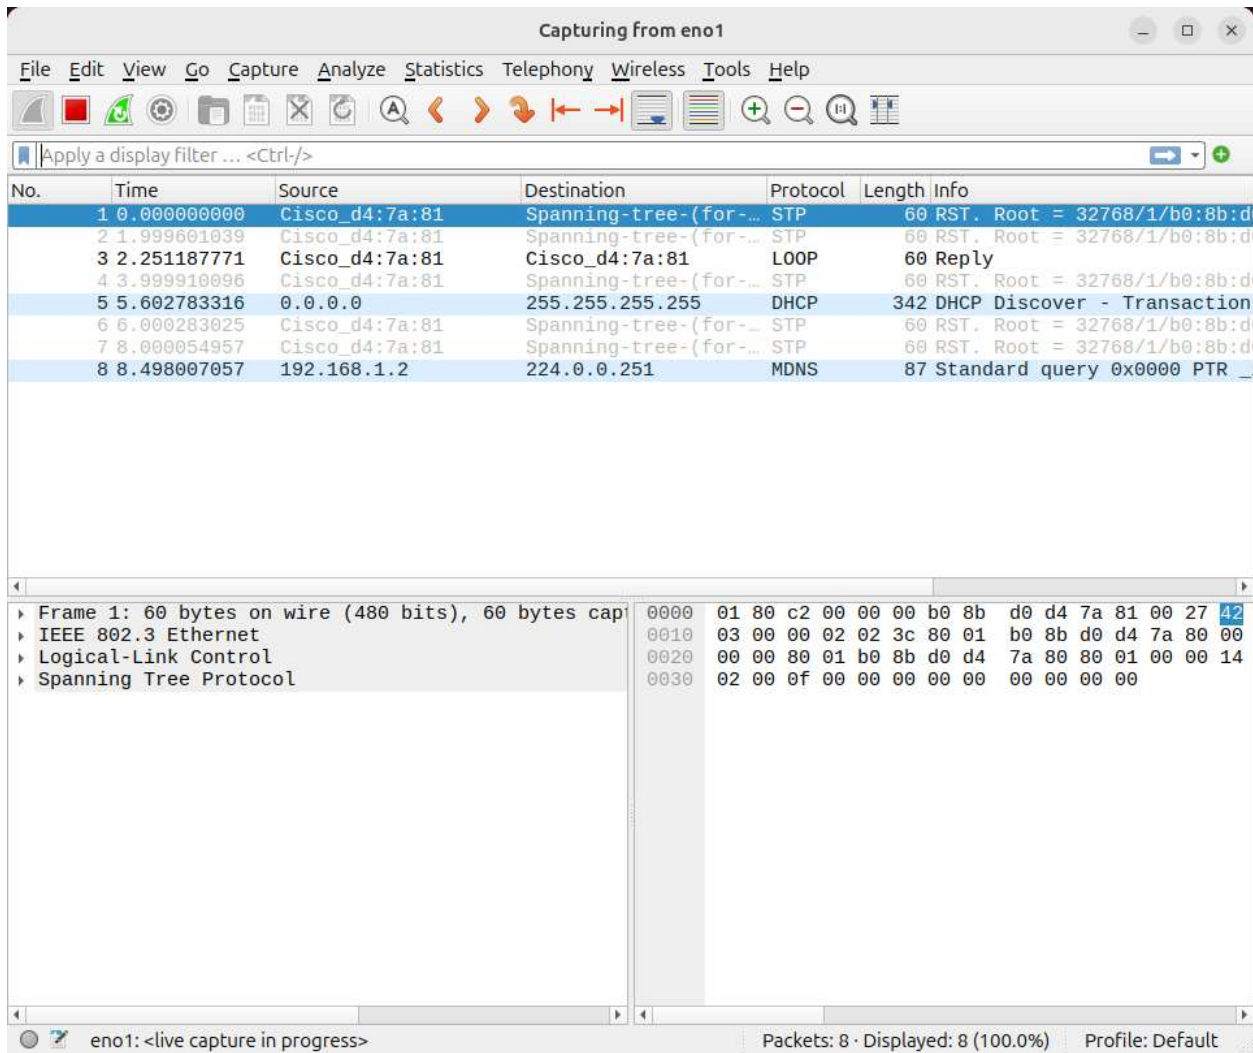 Capturing from eno1
File Edit View Go Capture Analyze Statistics Telephony Wireless Tools Help
Apply a display filter … <Ctrl-/>
No. Time Source Destination Protocol Length Info
1 0.000000000 Cisco_d4:7a:81 Spanning-tree-(for-… STP 60 RST. Root = 32768/1/b0:8b:d
2 1.999601039 Cisco_d4:7a:81 Spanning-tree-(for-… STP 60 RST. Root = 32768/1/b0:8b:d
3 2.251187771 Cisco_d4:7a:81 Cisco_d4:7a:81 LOOP 60 Reply
4 3.999910096 Cisco_d4:7a:81 Spanning-tree-(for-… STP 60 RST. Root = 32768/1/b0:8b:d
5 5.602783316 0.0.0.0 255.255.255.255 DHCP 342 DHCP Discover - Transaction
6 6.000283025 Cisco_d4:7a:81 Spanning-tree-(for-… STP 60 RST. Root = 32768/1/b0:8b:d
7 8.000054957 Cisco_d4:7a:81 Spanning-tree-(for-… STP 60 RST. Root = 32768/1/b0:8b:d
8 8.498007057 192.168.1.2 224.0.0.251 MDNS 87 Standard query 0x0000 PTR _
Frame 1: 60 bytes on wire (480 bits), 60 bytes capt
IEEE 802.3 Ethernet
Logical-Link Control
Spanning Tree Protocol
0000 01 80 c2 00 00 00 b0 8b d0 d4 7a 81 00 27 42
0010 03 00 00 02 02 3c 80 01 b0 8b d0 d4 7a 80 00
0020 00 00 80 01 b0 8b d0 d4 7a 80 80 01 00 00 14
0030 02 00 0f 00 00 00 00 00 00 00 00 00
eno1: <live capture in progress>
Packets: 8 · Displayed: 8 (100.0%)
Profile: Default